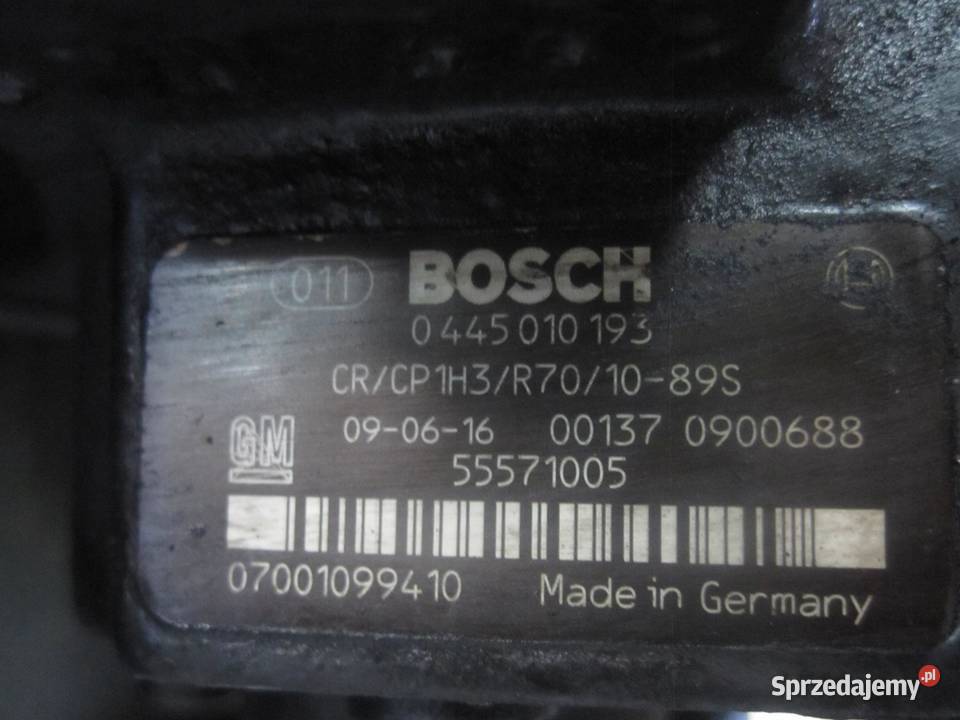 011 BOSCH
0 445 010 193
CR/CP1H3/R70/10-89S
GM 09-06-16 00137 0900688
55571005
07001099410 Made in Germany
Sprzedajemy.pl